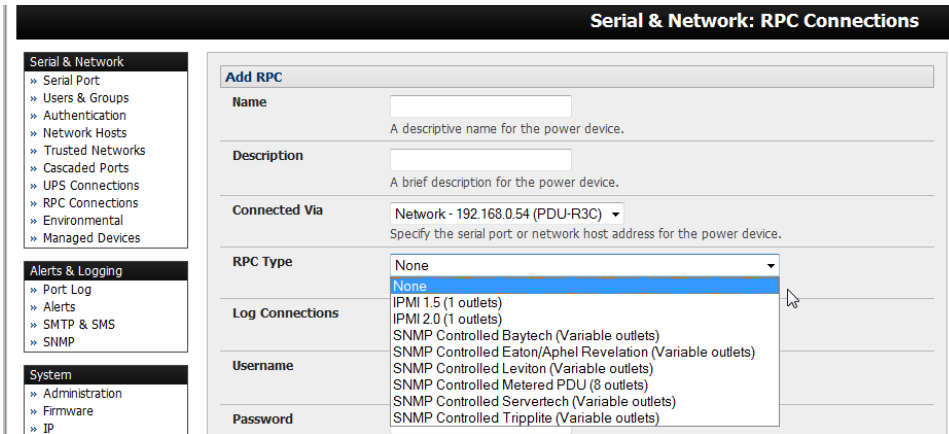 Serial & Network: RPC Connections
Serial & Network
» Serial Port
» Users & Groups
» Authentication
» Network Hosts
» Trusted Networks
» Cascaded Ports
» UPS Connections
» RPC Connections
» Environmental
» Managed Devices
Alerts & Logging
» Port Log
» Alerts
» SMTP & SMS
» SNMP
System
» Administration
» Firmware
» IP
Add RPC
Name
A descriptive name for the power device.
Description
A brief description for the power device.
Connected Via
Network - 192.168.0.54 (PDU-R3C)
Specify the serial port or network host address for the power device.
RPC Type
None
None
IPMI 1.5 (1 outlets)
IPMI 2.0 (1 outlets)
SNMP Controlled Baytech (Variable outlets)
SNMP Controlled Eaton/Aphel Revelation (Variable outlets)
SNMP Controlled Leviton (Variable outlets)
SNMP Controlled Metered PDU (8 outlets)
SNMP Controlled Servertech (Variable outlets)
SNMP Controlled Tripplite (Variable outlets)
Log Connections
Username
Password